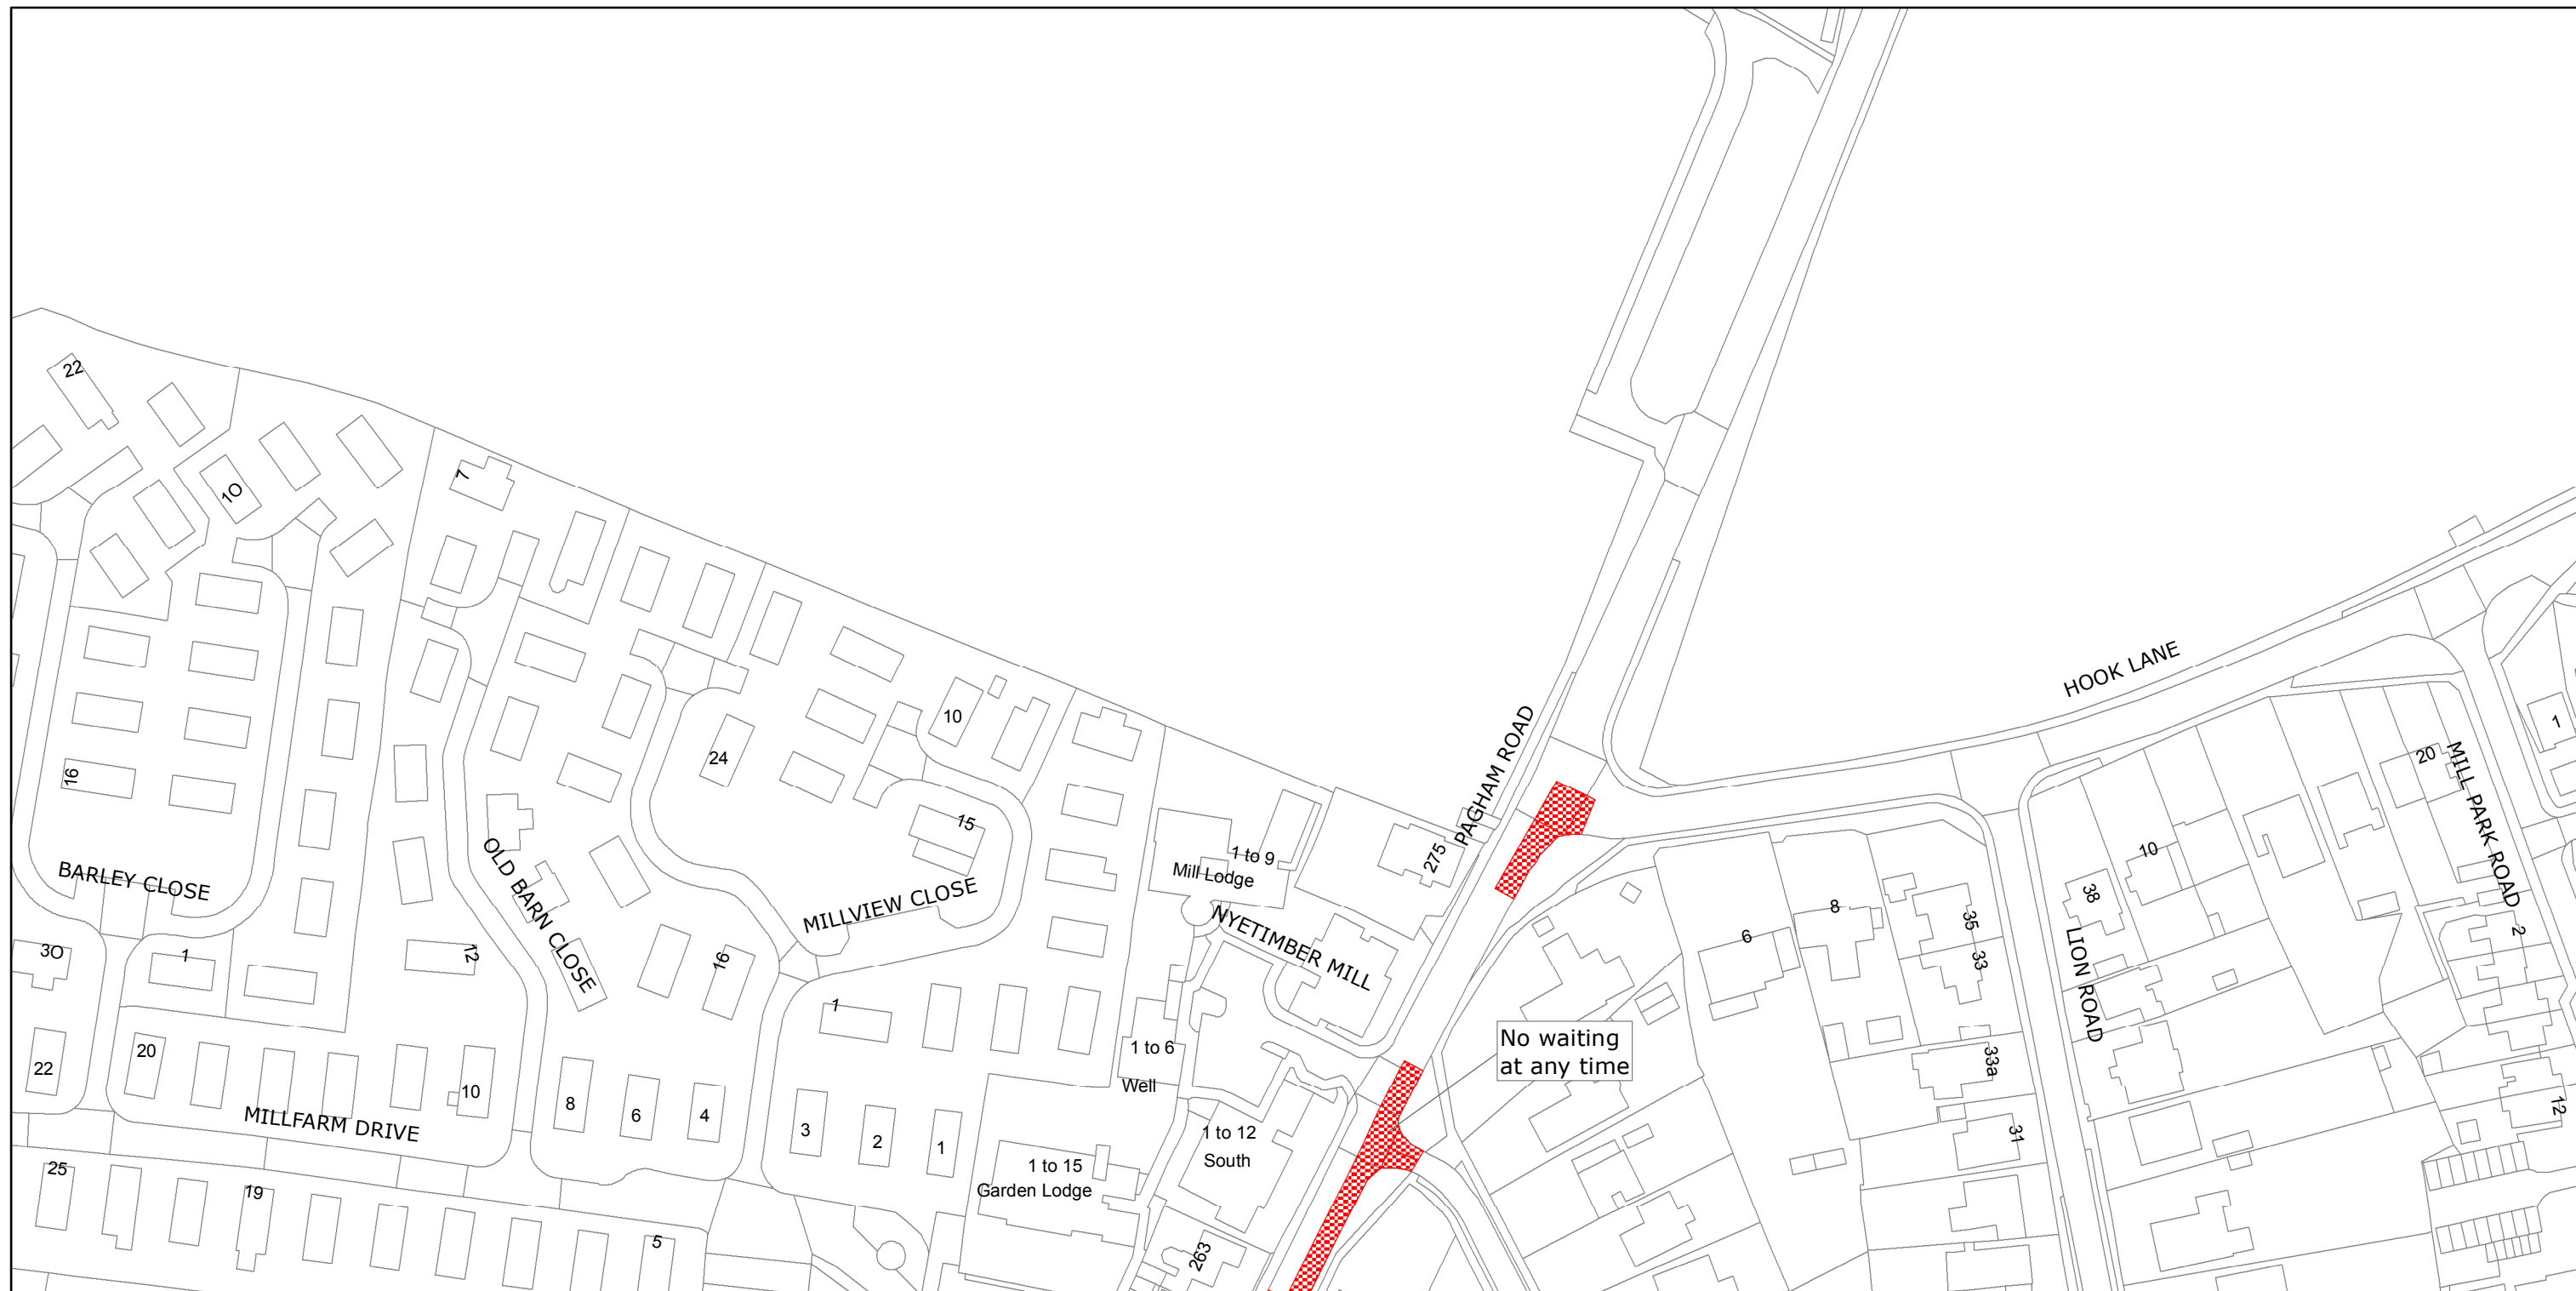 22
10
7
16
BARLEY CLOSE
30
1
22
20
MILLFARM DRIVE
10
12
25
19
5
OLD BARN CLOSE
8
6
4
16
24
10
15
MILLVIEW CLOSE
1
3
2
1
1 to 9
Mill Lodge
275
PAGHAM ROAD
NYETIMBER MILL
1 to 6
Well
1 to 12
South
1 to 15
Garden Lodge
263
No waiting
at any time
HOOK LANE
6
8
35
33
33a
31
LION ROAD
38
10
20
MILL PARK ROAD
1
2
12